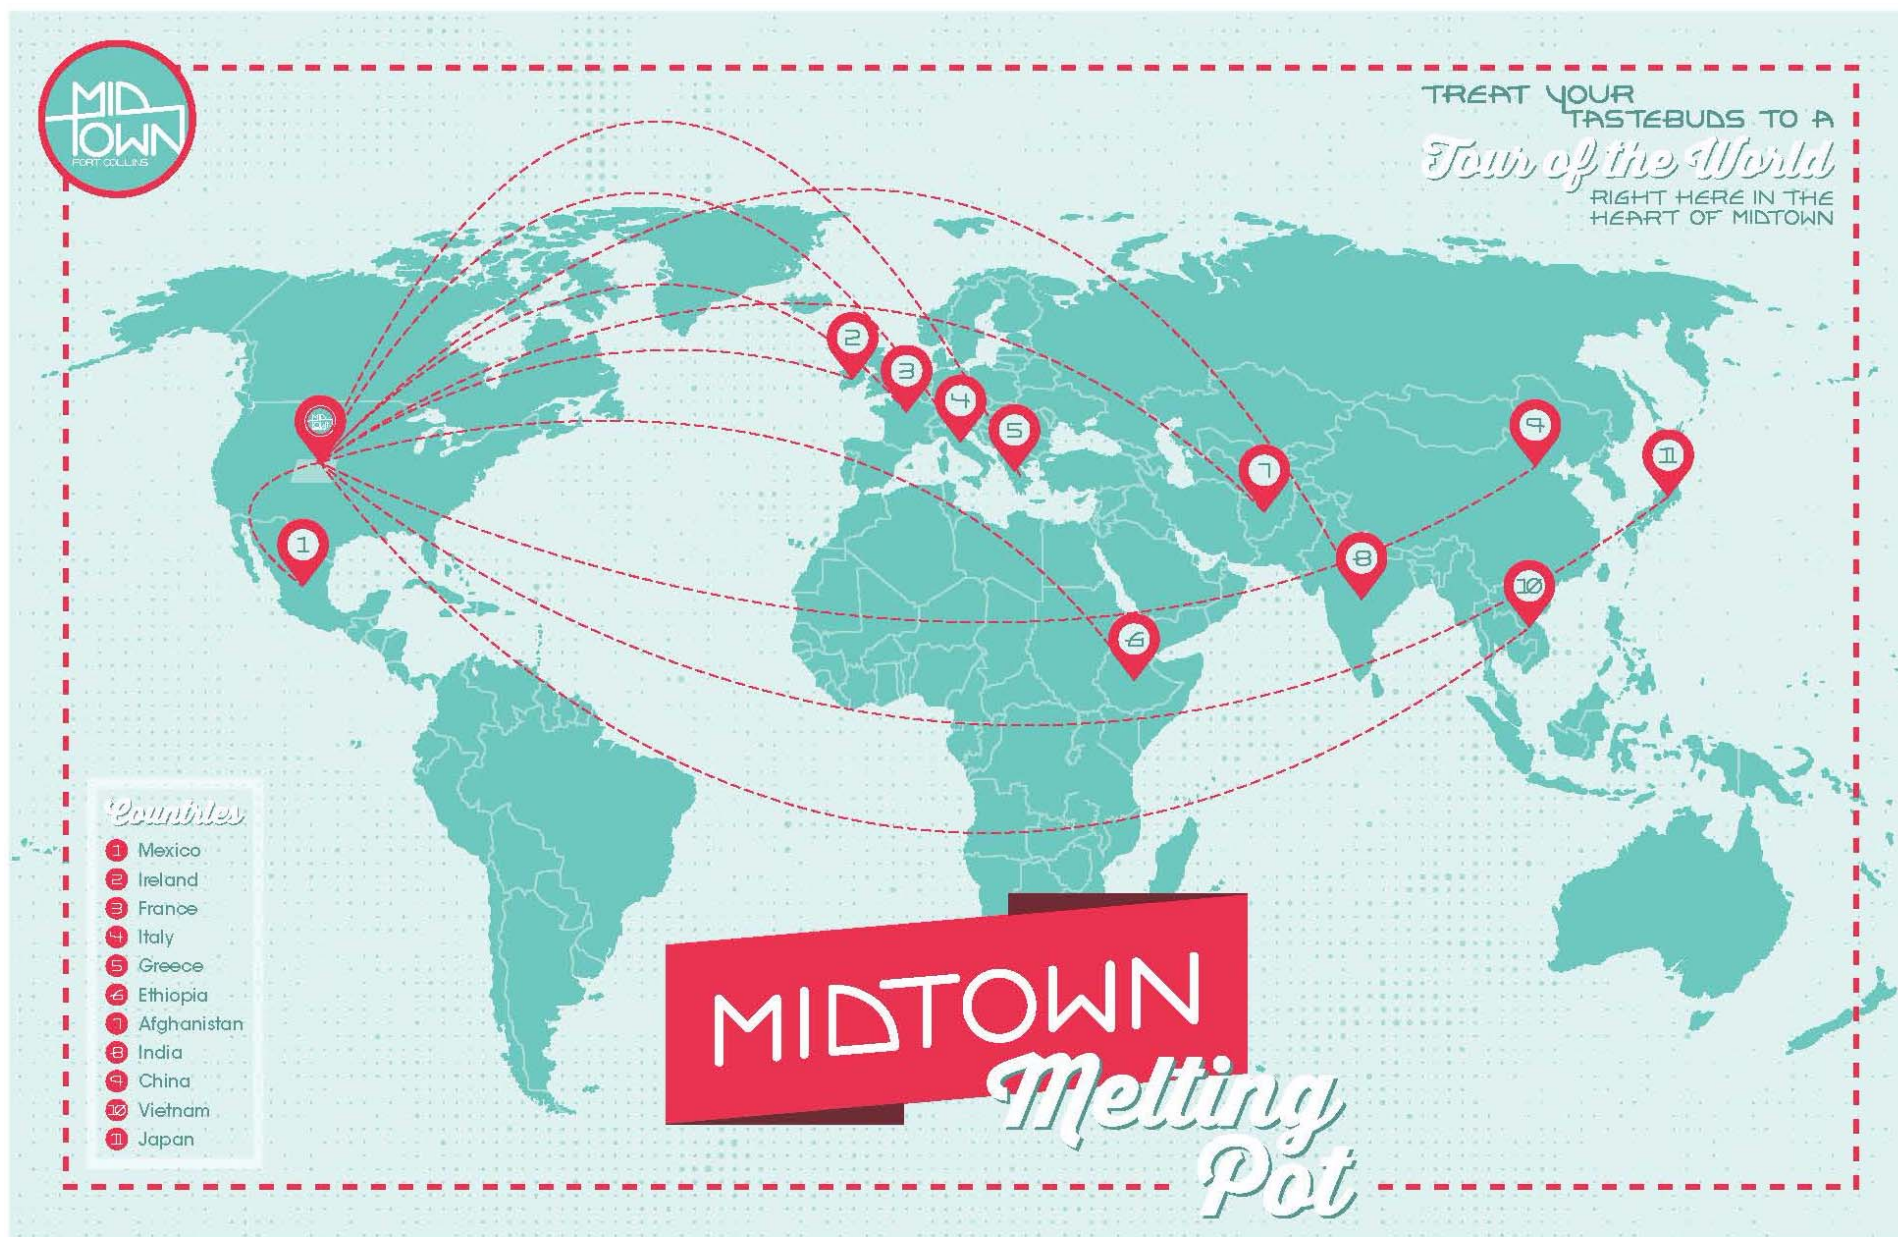 MID
TOWN
FORT COLLINS
TREAT YOUR
TASTEBUDS TO A
Tour of the World
RIGHT HERE IN THE
HEART OF MIDTOWN
MID
TOWN
2
3
4
5
9
11
7
1
8
10
6
Countries
1 Mexico
2 Ireland
3 France
4 Italy
5 Greece
6 Ethiopia
7 Afghanistan
8 India
9 China
10 Vietnam
11 Japan
MIDTOWN
Melting
Pot